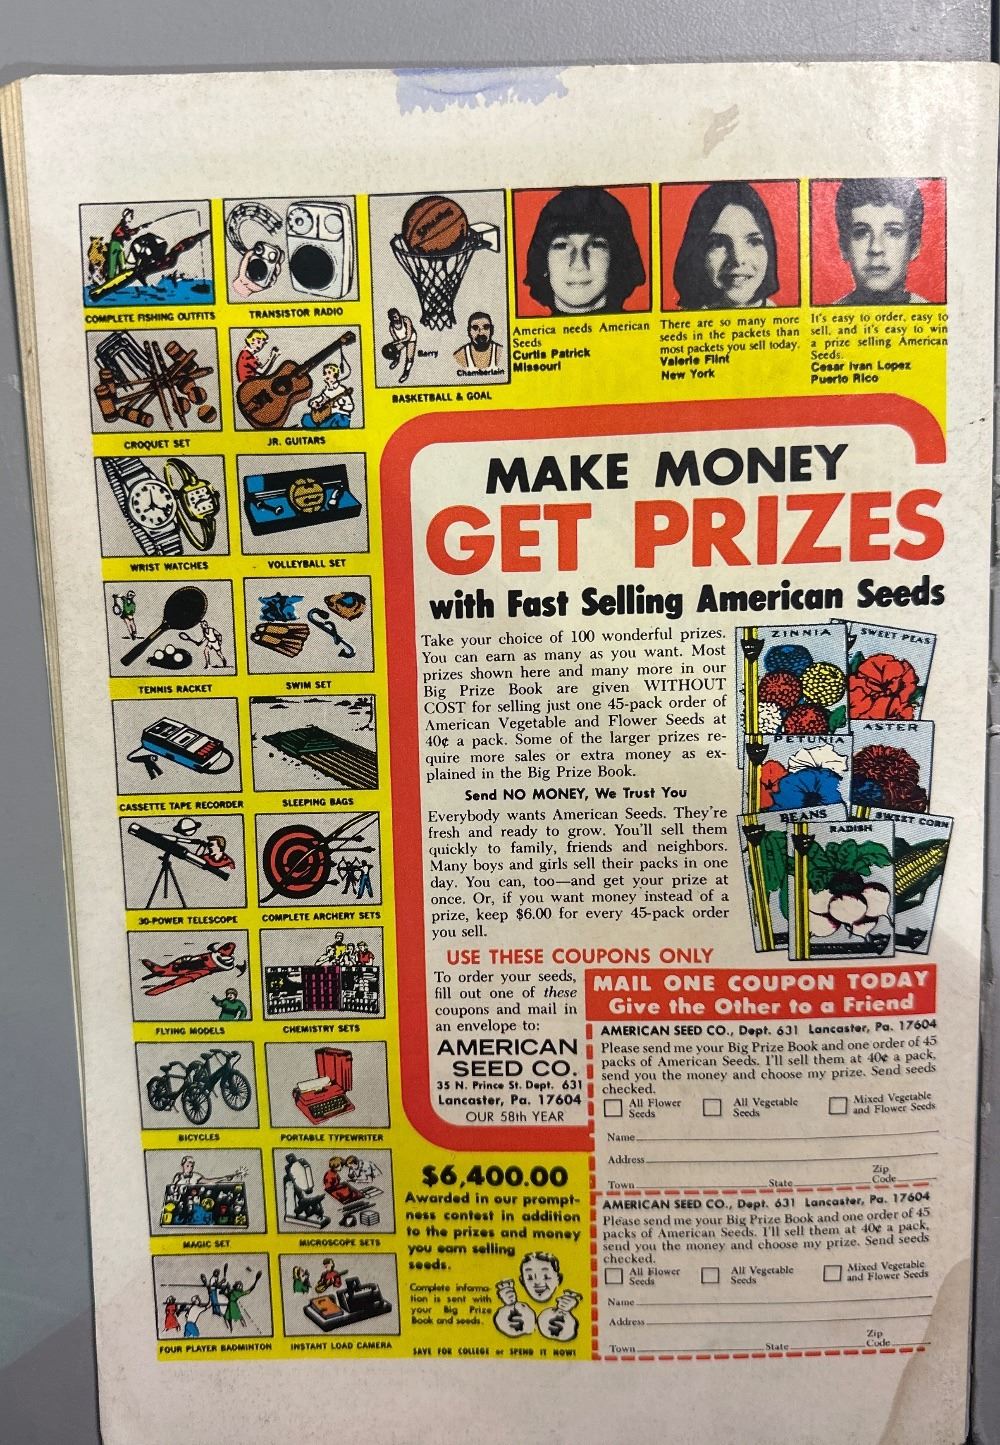 COMPLETE FISHING OUTFITS
TRANSISTOR RADIO
Barry
Chamberlain
BASKETBALL & GOAL
America needs American
Seeds
Curtis Patrick
Missouri
There are so many more
seeds in the packets than
most packets you sell today.
Valerie Flint
New York
It's easy to order, easy to
sell, and it's easy to win
a prize selling American
Seeds.
Cesar Ivan Lopez
Puerto Rico
CROQUET SET
JR. GUITARS
WRIST WATCHES
VOLLEYBALL SET
TENNIS RACKET
SWIM SET
CASSETTE TAPE RECORDER
SLEEPING BAGS
30-POWER TELESCOPE
COMPLETE ARCHERY SETS
FLYING MODELS
CHEMISTRY SETS
BICYCLES
PORTABLE TYPEWRITER
MAGIC SET
MICROSCOPE SETS
FOUR PLAYER BADMINTON
INSTANT LOAD CAMERA
MAKE MONEY
GET PRIZES
with Fast Selling American Seeds
Take your choice of 100 wonderful prizes.
You can earn as many as you want. Most
prizes shown here and many more in our
Big Prize Book are given WITHOUT
COST for selling just one 45-pack order of
American Vegetable and Flower Seeds at
40¢ a pack. Some of the larger prizes re-
quire more sales or extra money as ex-
plained in the Big Prize Book.
Send NO MONEY, We Trust You
Everybody wants American Seeds. They're
fresh and ready to grow. You'll sell them
quickly to family, friends and neighbors.
Many boys and girls sell their packs in one
day. You can, too—and get your prize at
once. Or, if you want money instead of a
prize, keep $6.00 for every 45-pack order
you sell.
ZINNIA
SWEET PEAS
PETUNIA
ASTER
BEANS
RADISH
SWEET CORN
USE THESE COUPONS ONLY
To order your seeds,
fill out one of these
coupons and mail in
an envelope to:
AMERICAN
SEED CO.
35 N. Prince St. Dept. 631
Lancaster, Pa. 17604
OUR 58th YEAR
MAIL ONE COUPON TODAY
Give the Other to a Friend
AMERICAN SEED CO., Dept. 631 Lancaster, Pa. 17604
Please send me your Big Prize Book and one order of 45
packs of American Seeds. I'll sell them at 40¢ a pack,
send you the money and choose my prize. Send seeds
checked.
All Flower
Seeds
All Vegetable
Seeds
Mixed Vegetable
and Flower Seeds
Name
Address
Town State Zip Code
AMERICAN SEED CO., Dept. 631 Lancaster, Pa. 17604
Please send me your Big Prize Book and one order of 45
packs of American Seeds. I'll sell them at 40¢ a pack,
send you the money and choose my prize. Send seeds
checked.
All Flower
Seeds
All Vegetable
Seeds
Mixed Vegetable
and Flower Seeds
Name
Address
Town State Zip Code
$6,400.00
Awarded in our prompt-
ness contest in addition
to the prizes and money
you earn selling
seeds.
Complete informa-
tion is sent with
your Big Prize
Book and seeds.
$ $
SAVE FOR COLLEGE or SPEND IT NOW!